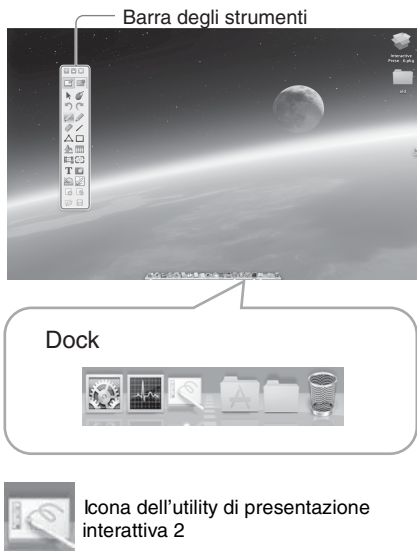 Barra degli strumenti
Dock
Icona dell'utility di presentazione
interattiva 2